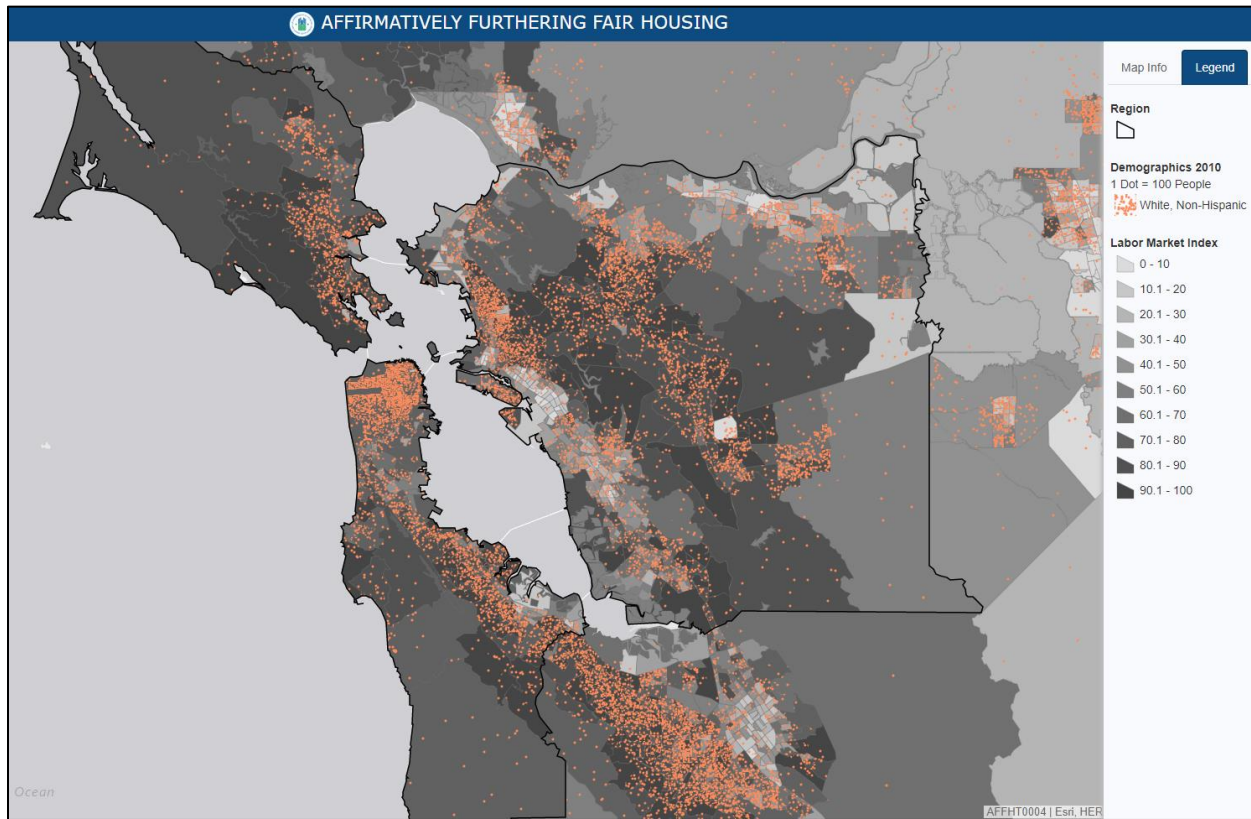 AFFIRMATIVELY FURTHERING FAIR HOUSING
Map Info
Legend
Region
Demographics 2010
1 Dot = 100 People
White, Non-Hispanic
Labor Market Index
0 - 10
10.1 - 20
20.1 - 30
30.1 - 40
40.1 - 50
50.1 - 60
60.1 - 70
70.1 - 80
80.1 - 90
90.1 - 100
Ocean
AFFHT0004 | Esri, HER